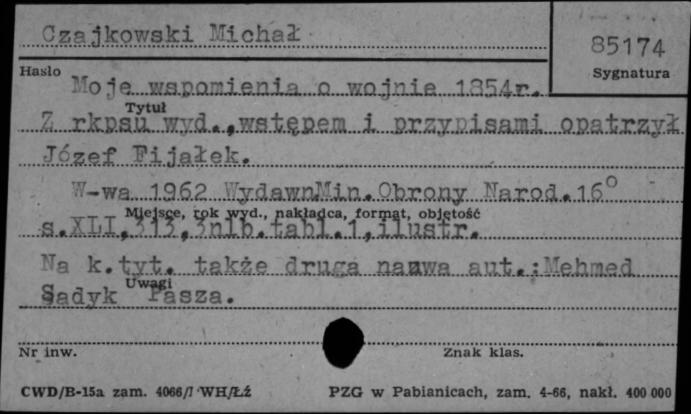 Czajkowski Michał
85174
Hasło
Sygnatura
Moje wspomienia o wojnie 1854r.
Tytuł
Z rkpsu wyd., wstępem i przypisami opatrzył
Józef Fijałek.
W-wa 1962 WydawnMin.Obrony Narod.16°
Miejsce, rok wyd., nakładca, format, objętość
s.XLI,313,3nlb.tabl.1,ilustr.
Na k.tyt. także druga nazwa aut.:Mehmed
Uwagi
Sadyk Pasza.
Nr inw.
Znak klas.
CWD/B-15a zam. 4066/I WH/Łż
PZG w Pabianicach, zam. 4-66, nakł. 400 000